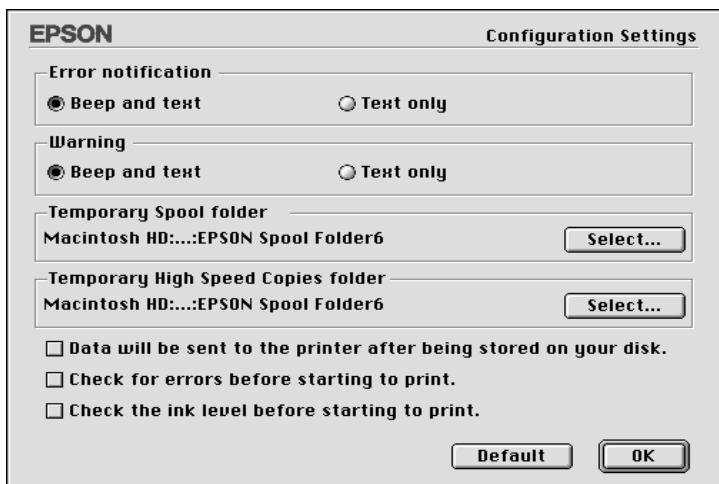 EPSON Configuration Settings
Error notification
Beep and text Text only
Warning
Beep and text Text only
Temporary Spool folder
Macintosh HD:...:EPSON Spool Folder6 Select...
Temporary High Speed Copies folder
Macintosh HD:...:EPSON Spool Folder6 Select...
Data will be sent to the printer after being stored on your disk.
Check for errors before starting to print.
Check the ink level before starting to print.
Default OK